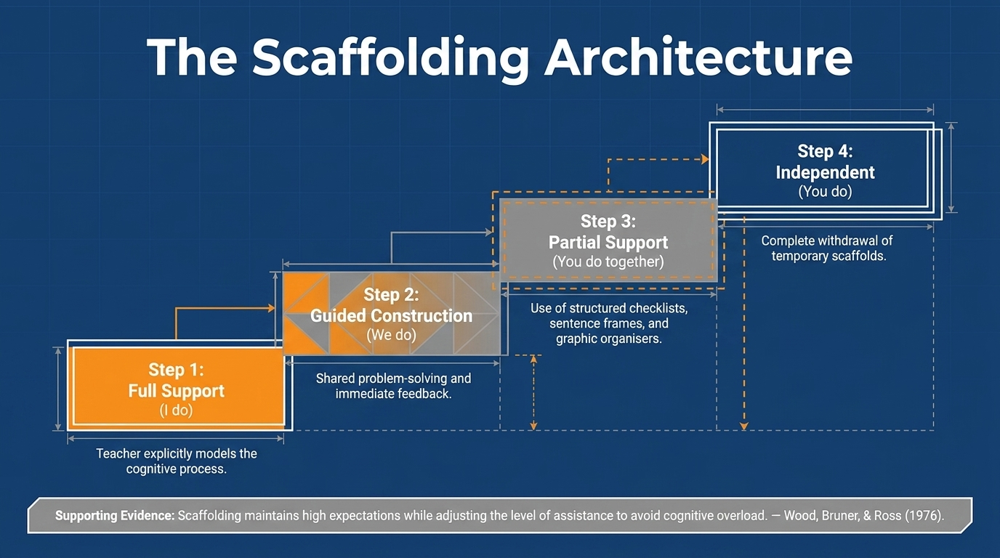 The Scaffolding Architecture
Step 1:
Full Support
(I do)
Teacher explicitly models the
cognitive process.
Step 2:
Guided Construction
(We do)
Shared problem-solving and
immediate feedback.
Step 3:
Partial Support
(You do together)
Use of structured checklists,
sentence frames, and
graphic organisers.
Step 4:
Independent
(You do)
Complete withdrawal of
temporary scaffolds.
Supporting Evidence: Scaffolding maintains high expectations while adjusting the level of assistance to avoid cognitive overload. — Wood, Bruner, & Ross (1976).